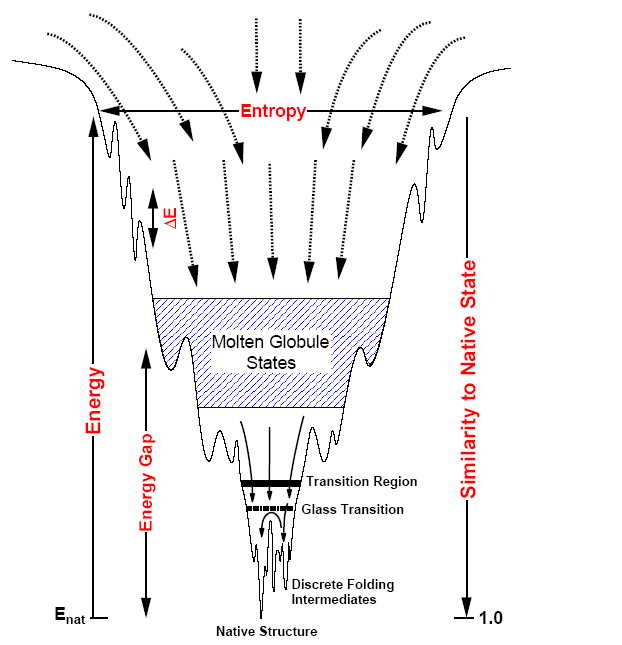 Entropy
ΔE
Energy
Similarity to Native State
Molten Globule
States
Energy Gap
Transition Region
Glass Transition
Discrete Folding
Intermediates
Enat
1.0
Native Structure